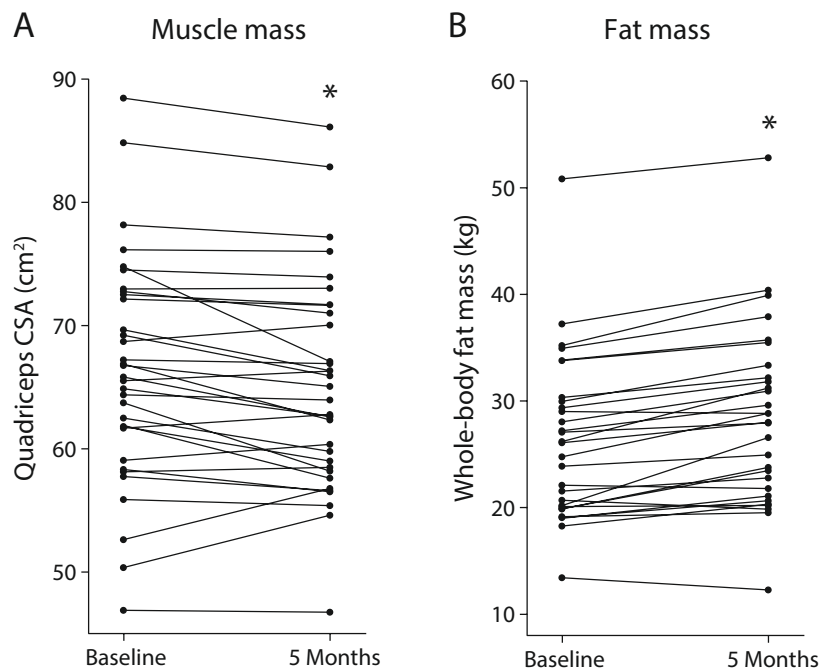 A Muscle mass
*
Quadriceps CSA (cm²)
90
80
70
60
50
Baseline 5 Months
B Fat mass
*
Whole-body fat mass (kg)
60
50
40
30
20
10
Baseline 5 Months